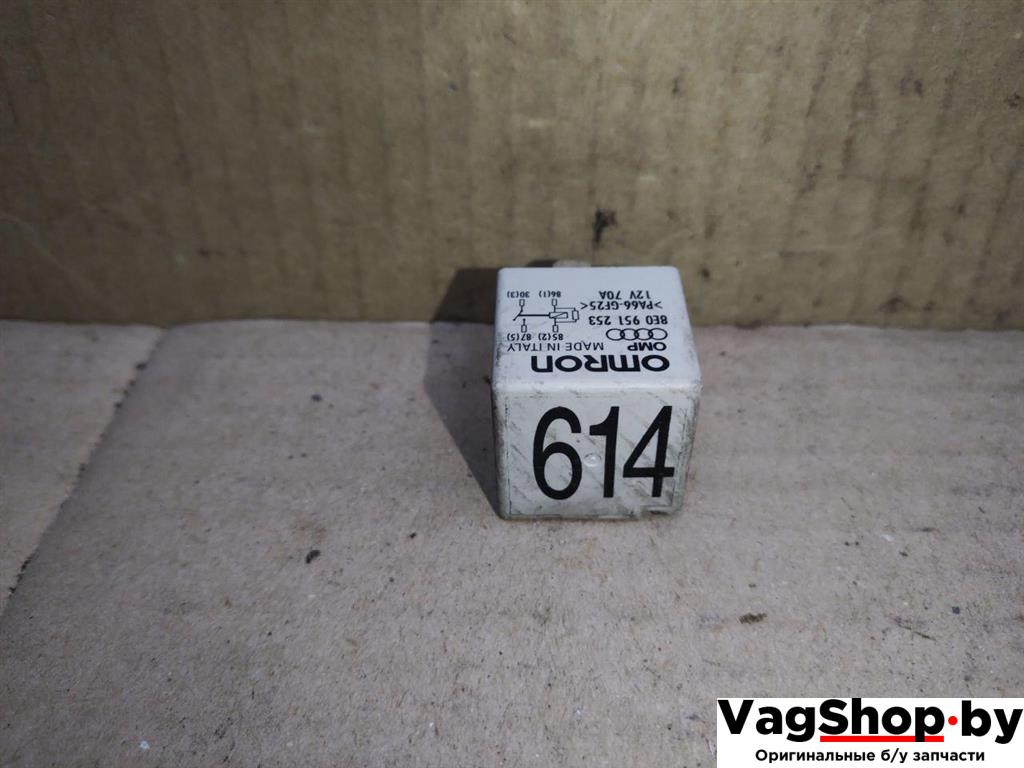 omron
OMP MADE IN ITALY
8E0 951 253
>PA66-GF25<
12V 70A
85(2) 87(5)
86(1) 30(3)
614
VagShop.by
Оригинальные б/у запчасти